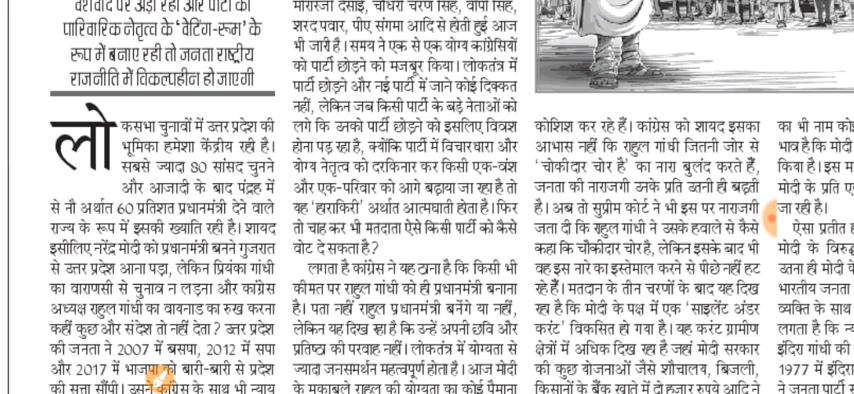 वंशवाद पर अड़ी रही और पार्टी को
पारिवारिक नेतृत्व के 'वेटिंग-रूम' के
रूप में बनाए रही तो जनता राष्ट्रीय
राजनीति में विकल्पहीन हो जाएगी
लोकसभा चुनावों में उत्तर प्रदेश की
भूमिका हमेशा केंद्रीय रही है।
सबसे ज्यादा 80 सांसद चुनने
और आजादी के बाद पंद्रह में
से नौ अर्थात 60 प्रतिशत प्रधानमंत्री देने वाले
राज्य के रूप में इसकी ख्याति रही है। शायद
इसीलिए नरेंद्र मोदी को प्रधानमंत्री बनने गुजरात
से उत्तर प्रदेश आना पड़ा, लेकिन प्रियंका गांधी
का वाराणसी से चुनाव न लड़ना और कांग्रेस
अध्यक्ष राहुल गांधी का वायनाड का रुख करना
कहीं कुछ और संदेश तो नहीं देता? उत्तर प्रदेश
की जनता ने 2007 में बसपा, 2012 में सपा
और 2017 में भाजपा को बारी-बारी से प्रदेश
की सत्ता सौंपी। उसने कांग्रेस के साथ भी न्याय
मोरारजी देसाई, चौधरी चरण सिंह, वीपी सिंह,
शरद पवार, पीए संगमा आदि से होती हुई आज
भी जारी है। समय ने एक से एक योग्य कांग्रेसियों
को पार्टी छोड़ने को मजबूर किया। लोकतंत्र में
पार्टी छोड़ने और नई पार्टी में जाने कोई दिक्कत
नहीं, लेकिन जब किसी पार्टी के बड़े नेताओं को
लगे कि उनको पार्टी छोड़ने को इसलिए विवश
होना पड़ रहा है, क्योंकि पार्टी में विचारधारा और
योग्य नेतृत्व को दरकिनार कर किसी एक-वंश
और एक-परिवार को आगे बढ़ाया जा रहा है तो
यह 'हाराकिरी' अर्थात आत्मघाती होता है। फिर
तो चाह कर भी मतदाता ऐसे किसी पार्टी को कैसे
वोट दे सकता है?
लगता है कांग्रेस ने यह ठाना है कि किसी भी
कीमत पर राहुल गांधी को ही प्रधानमंत्री बनाना
है। पता नहीं राहुल प्रधानमंत्री बनेंगे या नहीं,
लेकिन यह दिख रहा है कि उन्हें अपनी छवि और
प्रतिष्ठा की परवाह नहीं। लोकतंत्र में योग्यता से
ज्यादा जनसमर्थन महत्वपूर्ण होता है। आज मोदी
के मुकाबले राहुल की योग्यता का कोई पैमाना
कोशिश कर रहे हैं। कांग्रेस को शायद इसका
आभास नहीं कि राहुल गांधी जितनी जोर से
'चोकीदार चोर है' का नारा बुलंद करते हैं,
जनता की नाराजगी उनके प्रति उतनी ही बढ़ती
है। अब तो सुप्रीम कोर्ट ने भी इस पर नाराजगी
जता दी कि राहुल गांधी ने उसके हवाले से कैसे
कहा कि चौकीदार चोर है, लेकिन इसके बाद भी
वह इस नारे का इस्तेमाल करने से पीछे नहीं हट
रहे हैं। मतदान के तीन चरणों के बाद यह दिख
रहा है कि मोदी के पक्ष में एक 'साइलेंट अंडर
करंट' विकसित हो गया है। यह करंट ग्रामीण
क्षेत्रों में अधिक दिख रहा है जहां मोदी सरकार
की कुछ योजनाओं जैसे शौचालय, बिजली,
किसानों के बैंक खाते में दो हजार रुपये आदि ने
का भी नाम कोई
भाव है कि मोदी
किया है। इस म
मोदी के प्रति ए
जा रही है।
ऐसा प्रतीत ह
मोदी के विरुद्ध
उतना ही मोदी के
भारतीय जनता
व्यक्ति के साथ
लगता है कि न
इंदिरा गांधी की
1977 में इंदिरा
ने जनता पार्टी स